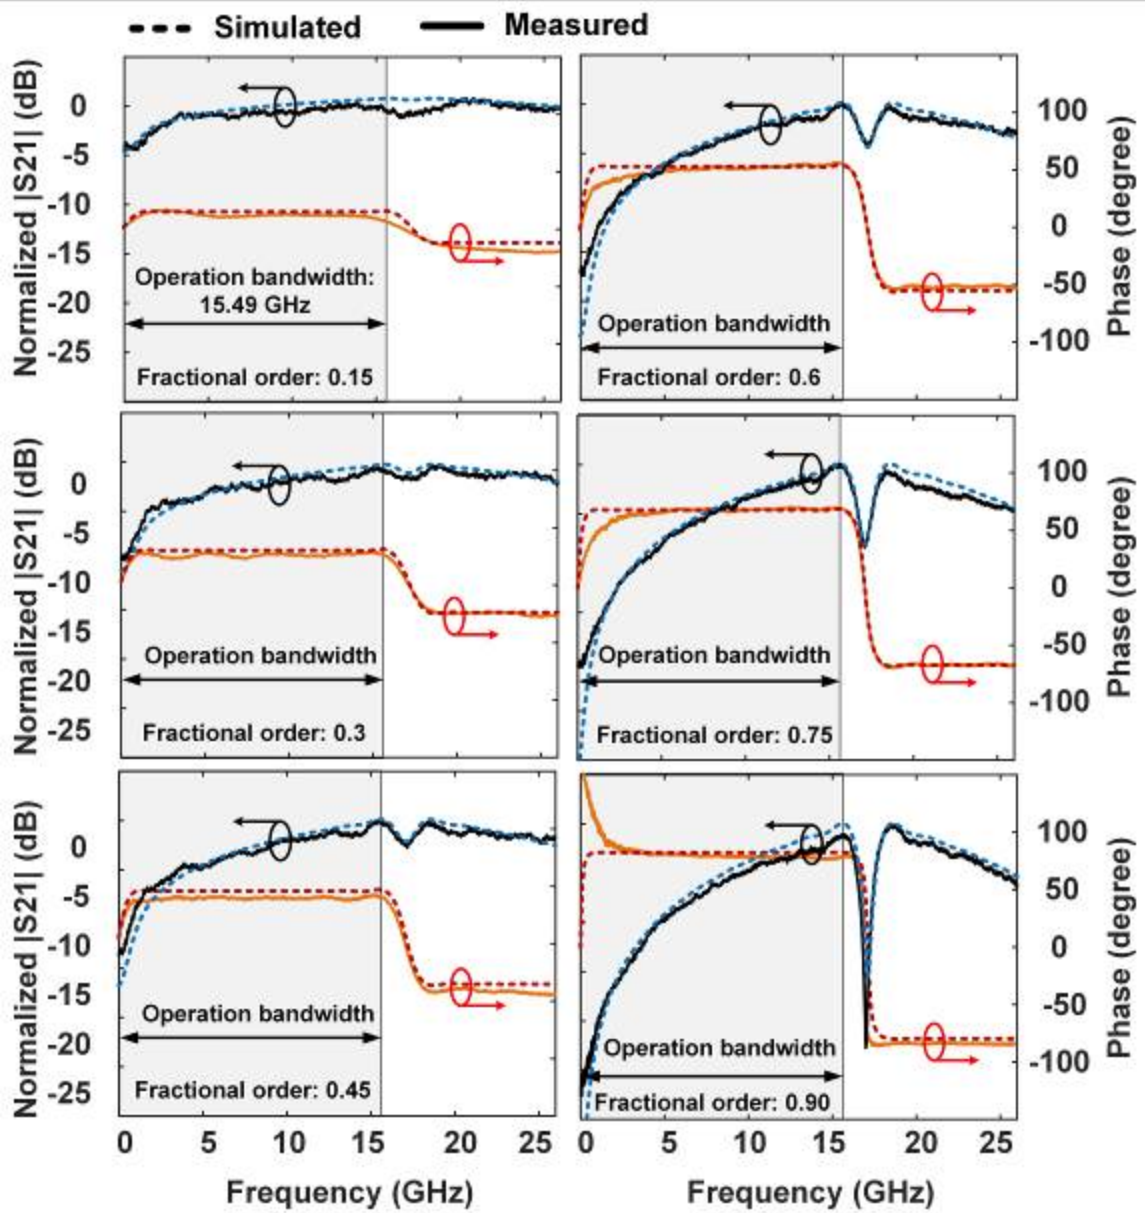 Simulated
Measured
Normalized |S21| (dB)
0
-5
-10
-15
-20
-25
Operation bandwidth:
15.49 GHz
Fractional order: 0.15
Operation bandwidth
Fractional order: 0.6
100
50
0
-50
-100
Phase (degree)
Normalized |S21| (dB)
0
-5
-10
-15
-20
-25
Operation bandwidth
Fractional order: 0.3
Operation bandwidth
Fractional order: 0.75
100
50
0
-50
-100
Phase (degree)
Normalized |S21| (dB)
0
-5
-10
-15
-20
-25
Operation bandwidth
Fractional order: 0.45
Operation bandwidth
Fractional order: 0.90
100
50
0
-50
-100
Phase (degree)
0 5 10 15 20 25
0 5 10 15 20 25
Frequency (GHz)
Frequency (GHz)